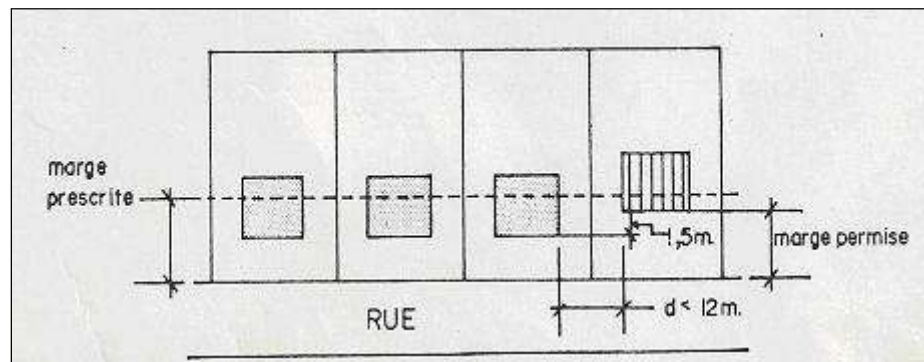 marge
prescrite
1,5m.
marge permise
RUE
d < 12m.